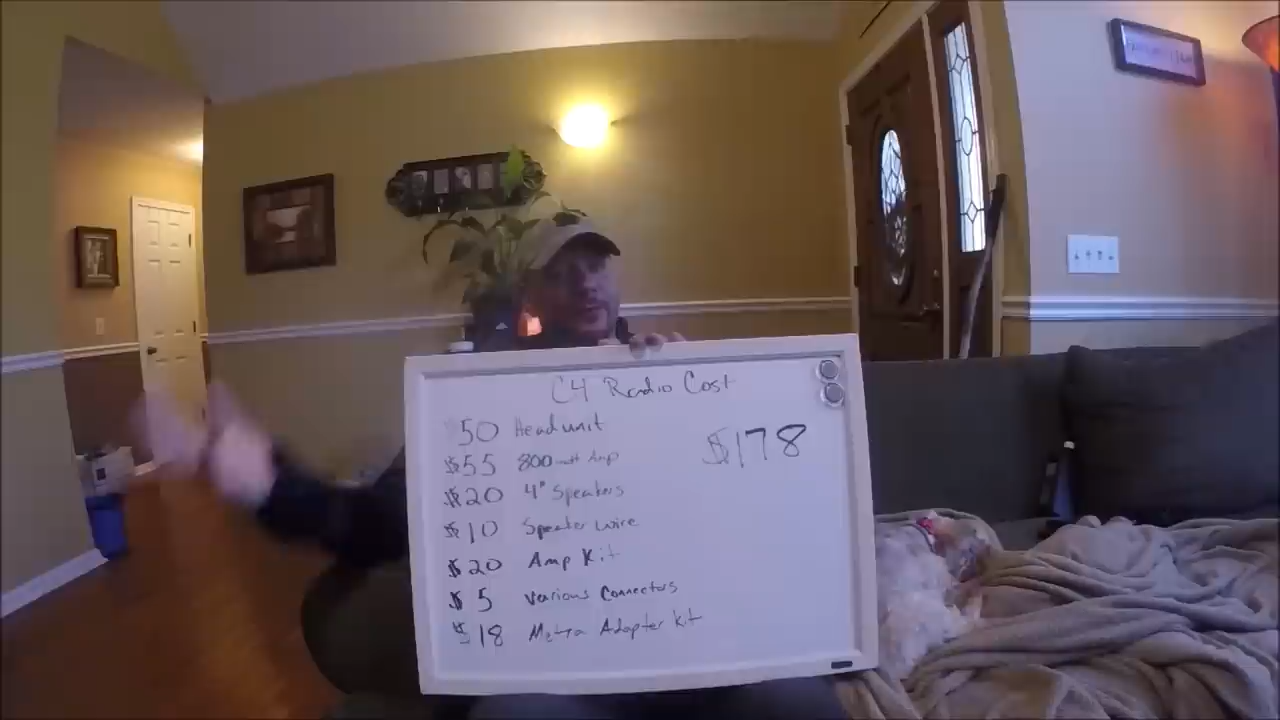 C4 Radio Cost
50 Headunit
$55 800 watt Amp
$178
$20 4" Speakers
$10 Speaker Wire
$20 Amp Kit
$5 Various Connectors
$18 Metra Adapter kit